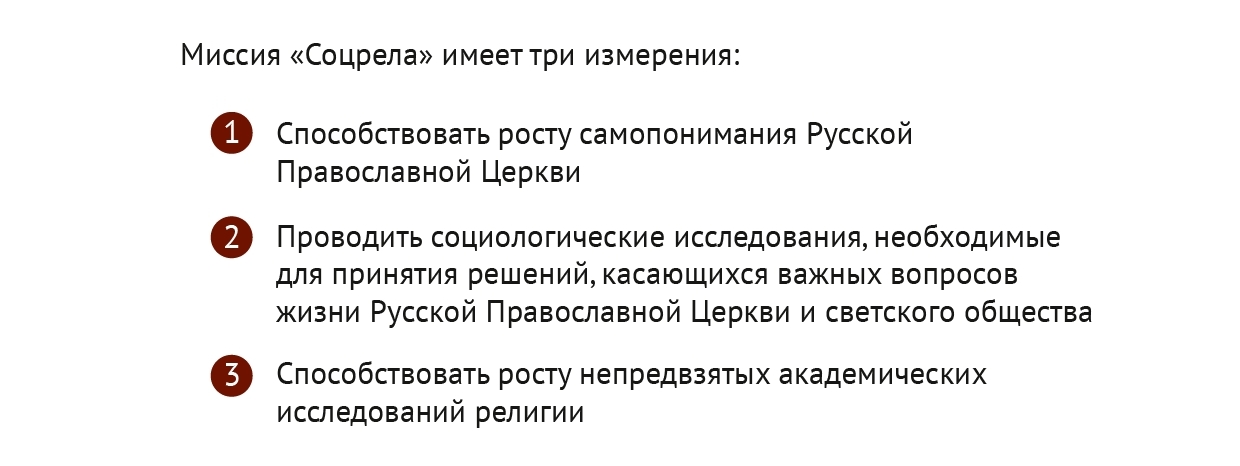 Миссия «Соцрела» имеет три измерения:
1 Способствовать росту самопонимания Русской
Православной Церкви
2 Проводить социологические исследования, необходимые
для принятия решений, касающихся важных вопросов
жизни Русской Православной Церкви и светского общества
3 Способствовать росту непредвзятых академических
исследований религии